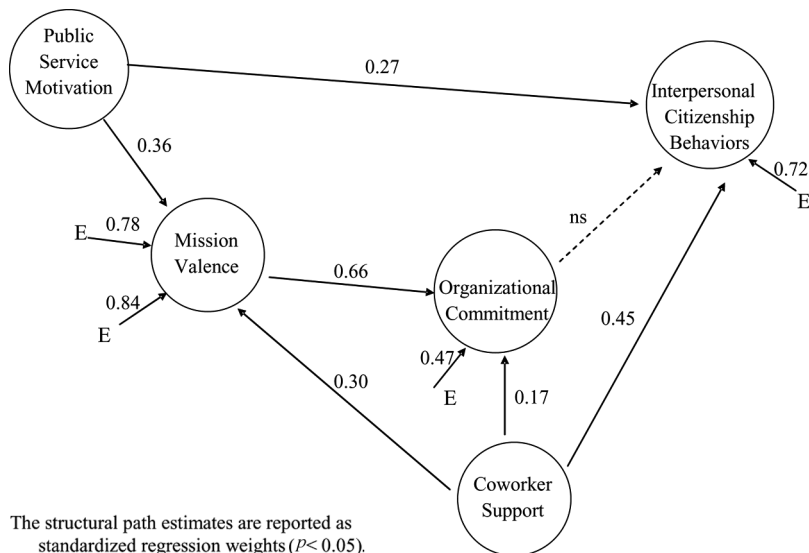 Public
Service
Motivation
0.27
Interpersonal
Citizenship
Behaviors
0.36
0.72
E
0.78
E
Mission
Valence
ns
0.66
Organizational
Commitment
0.84
E
0.45
0.47
E
0.30
0.17
Coworker
Support
The structural path estimates are reported as
standardized regression weights (p< 0.05).